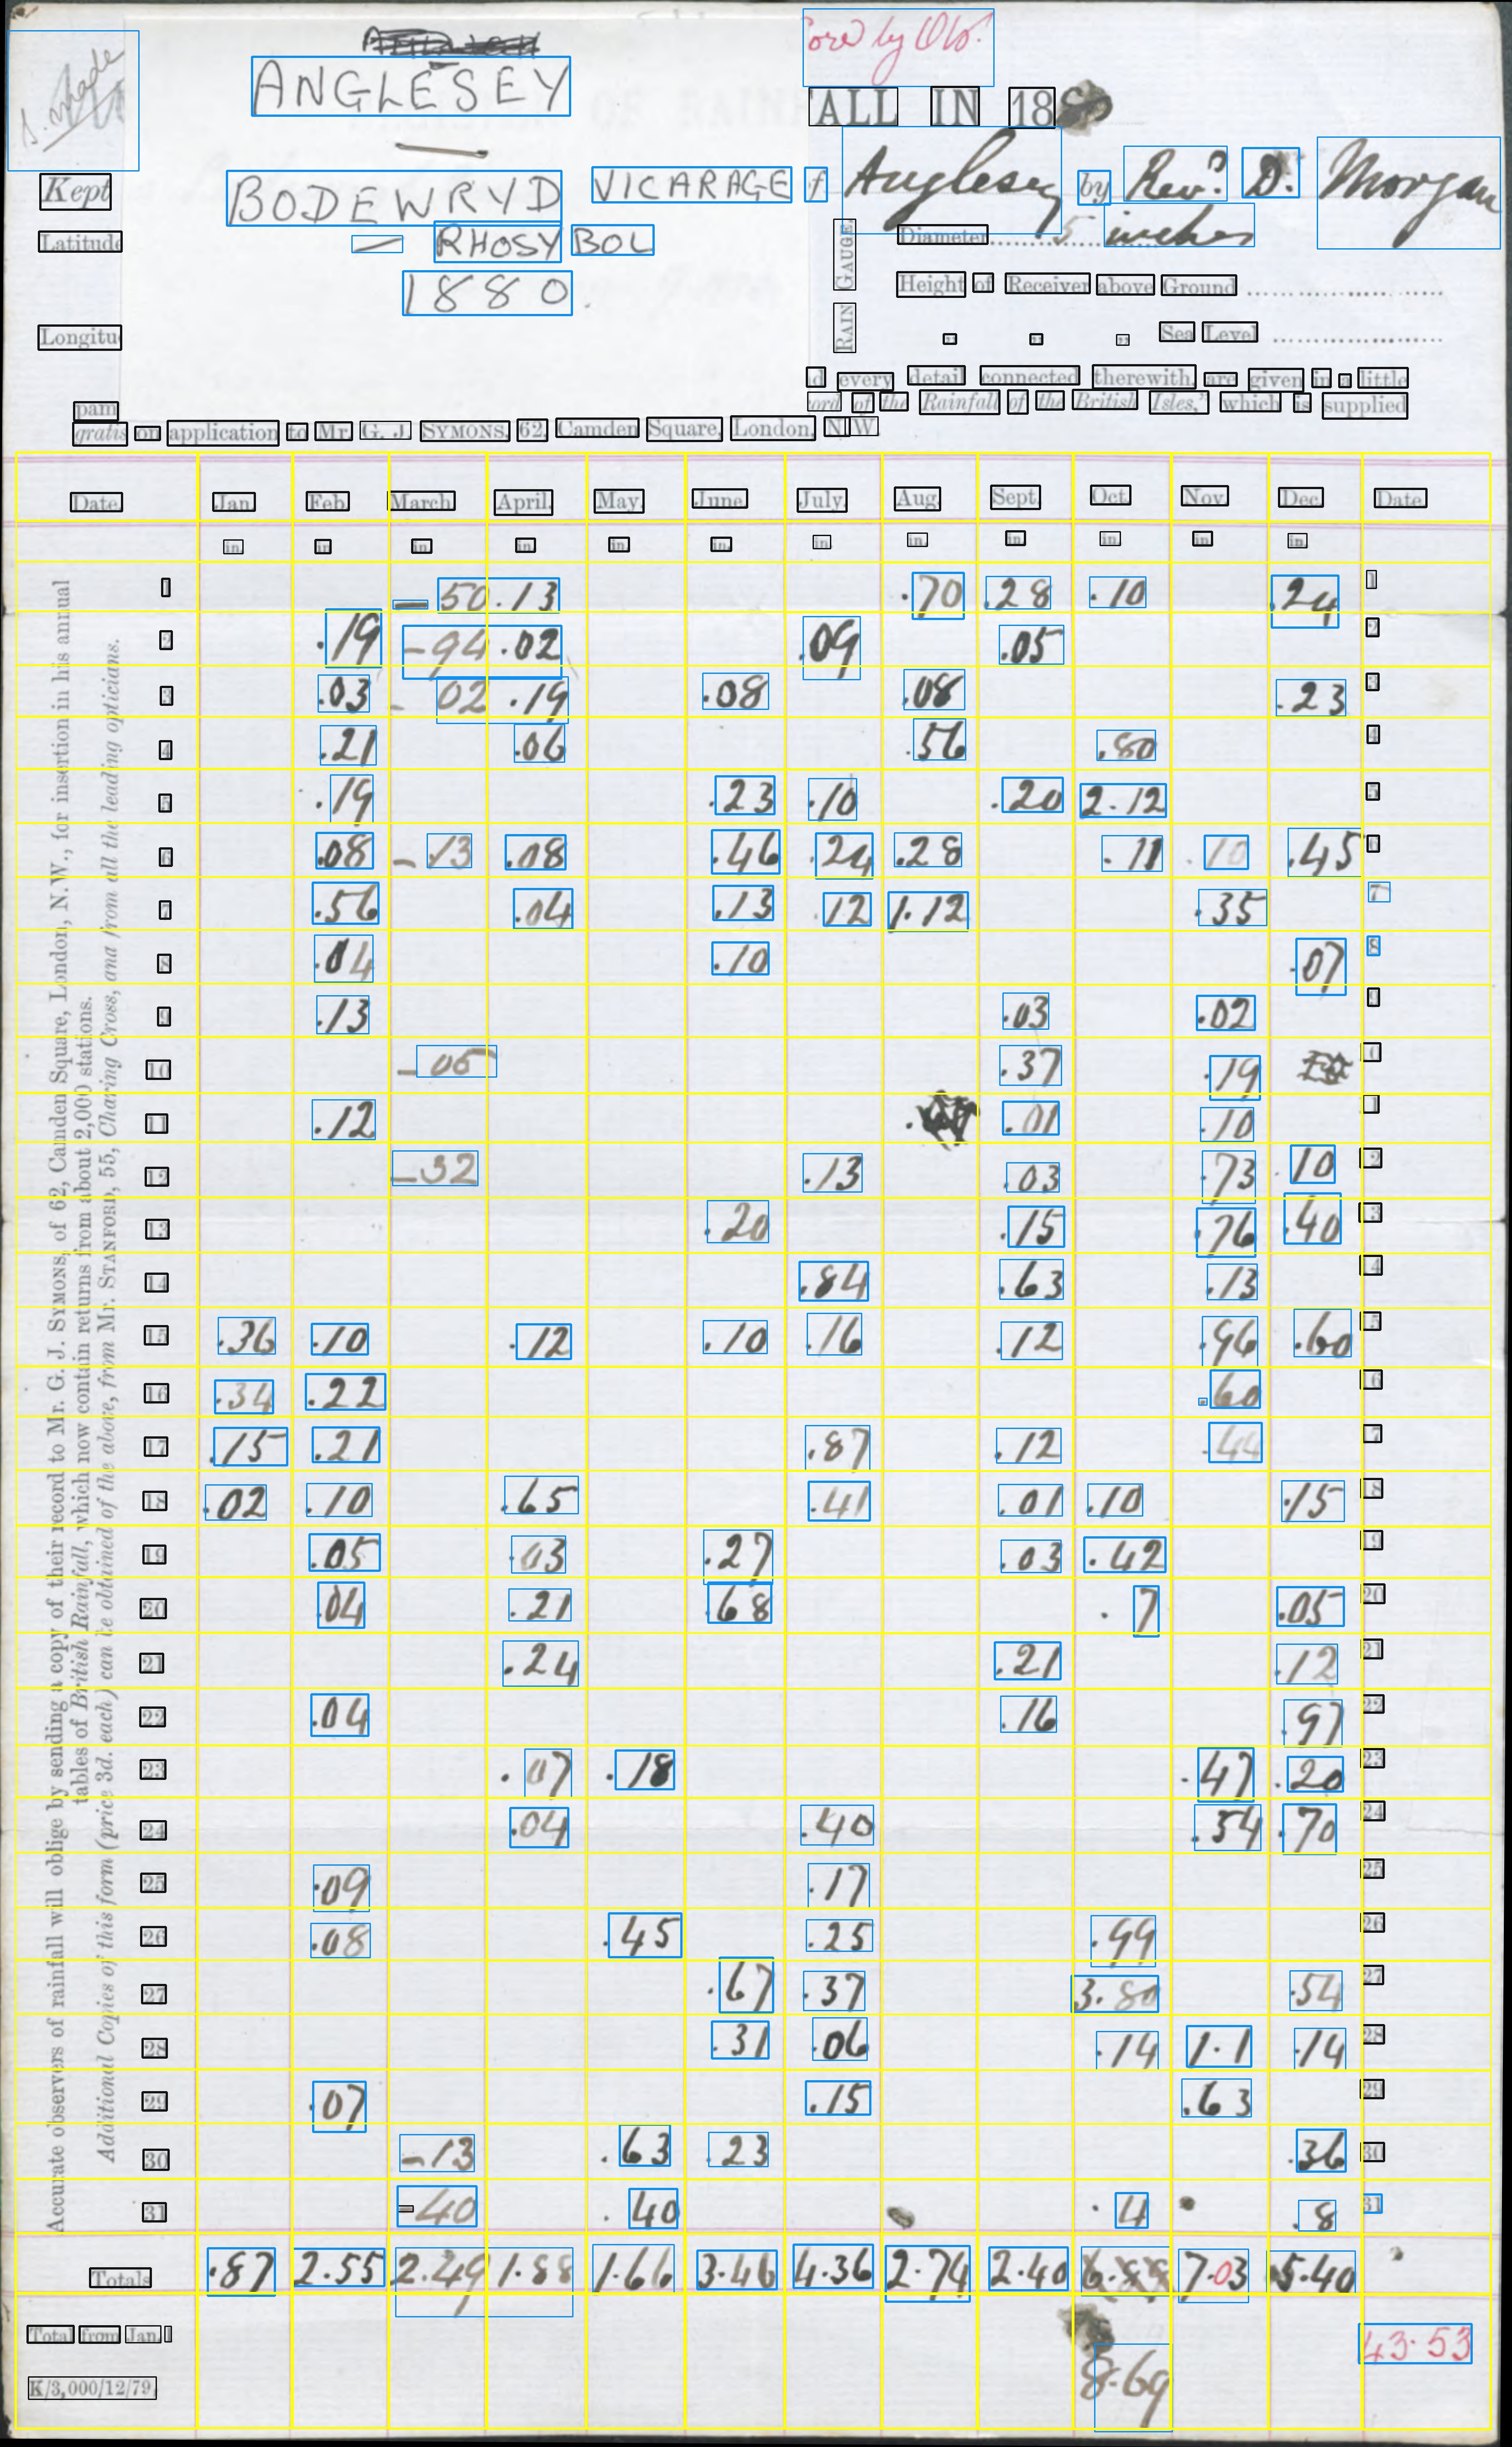 J. Wade
ANGLESEY
ored by Ob.
ALL IN 18
Kept BODEWRYD VICARAGE f Anglesey by Revd. D. Morgan
Latitude — RHOSYBOL
1880.
Longitu
RAIN GAUGE.
Diameter 5 inches
Height of Receiver above Ground
" " " Sea Level
d every detail connected therewith, are given in a little
pam ord of the Rainfall of the British Isles," which is supplied
gratis on application to Mr. G. J. SYMONS, 62, Camden Square, London, N.W.
Accurate observers of rainfall will oblige by sending a copy of their record to Mr. G. J. SYMONS, of 62, Camden Square, London, N.W., for insertion in his annual
tables of British Rainfall, which now contain returns from about 2,000 stations.
Additional Copies of this form (price 3d. each) can be obtained of the above, from Mr. STANFORD, 55, Charing Cross, and from all the leading opticians.
Date. Jan. Feb. March. April. May. June. July. Aug. Sept. Oct. Nov. Dec. Date.
in. in. in. in. in. in. in. in. in. in. in. in.
1 – 50 .13 .70 .28 .10 .24 1
2 .19 – 94 .02 .09 .05 2
3 .03 – 02 .19 .08 .08 .23 3
4 .21 .06 .56 .80 4
5 .19 .23 .10 .20 2.12 5
6 .08 – .13 .08 .46 .24 .28 .11 .10 .45 6
7 .56 .04 .13 .12 1.12 .35 7
8 .04 .10 .07 8
9 .13 .03 .02 9
10 – 05 .37 .19 0
11 .12 .01 .10 1
12 – 32 .13 .03 .73 .10 2
13 .20 .15 .76 .40 3
14 .84 .63 .13 4
15 .36 .10 .12 .10 .16 .12 .96 .60 5
16 .34 .22 .60 6
17 .15 .21 .87 .12 .44 7
18 .02 .10 .65 .41 .01 .10 .15 18
19 .05 .03 .27 .03 .42 19
20 .04 .21 .68 .7 .05 20
21 .24 .21 .12 21
22 .04 .16 .97 22
23 .07 .18 .47 .20 23
24 .04 .40 .54 .70 24
25 .09 .17 25
26 .08 .45 .25 .99 26
27 .67 .37 3.80 .54 27
28 .31 .06 .14 1.1 .14 28
29 .07 .15 .63 29
30 – 13 .63 .23 .36 30
31 – 40 .40 .4 .8 31
Totals .87 2.55 2.49 1.88 1.66 3.46 4.36 2.74 2.40 6.89 7.03 5.40
Total from Jan. 1 43.53
8.69
K/3,000/12/79.